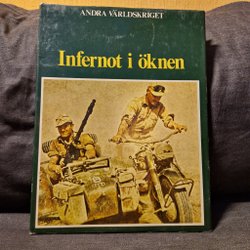 ANDRA VÄRLDSKRIGET
Infernot i öknen